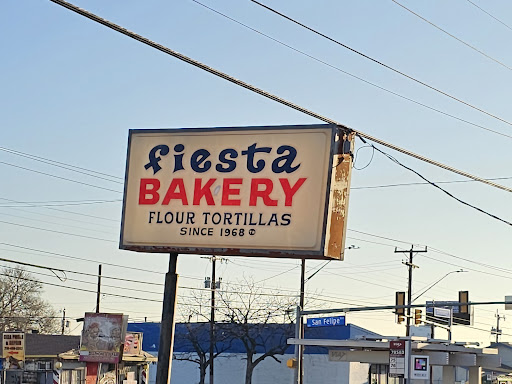 fiesta
BAKERY
FLOUR TORTILLAS
SINCE 1968
San Felipe